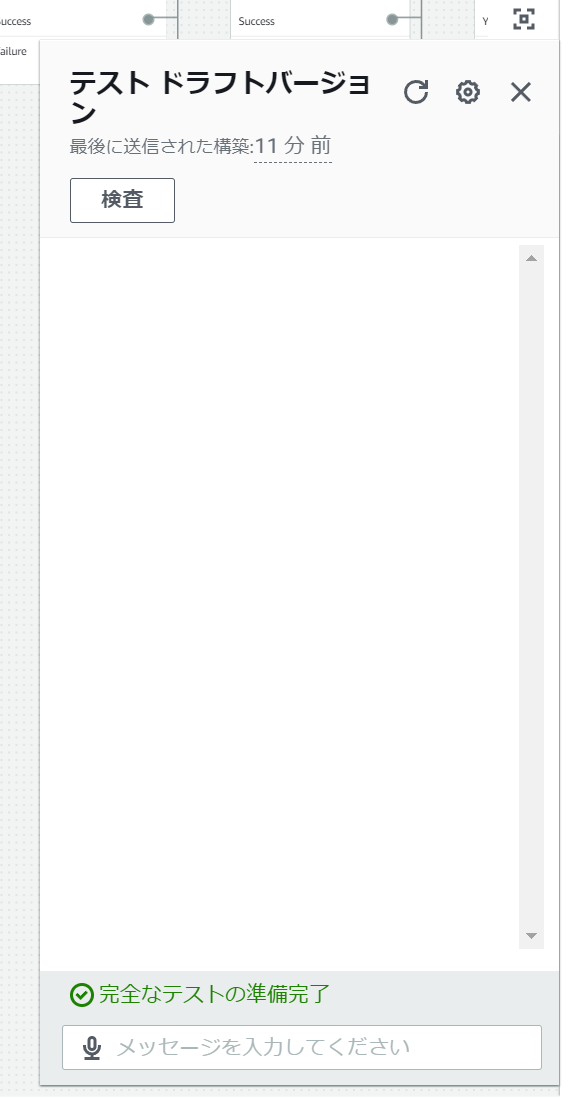 Success
Success
Y
テスト ドラフトバージョ
ン
最後に送信された構築:11 分 前
検査
完全なテストの準備完了
メッセージを入力してください